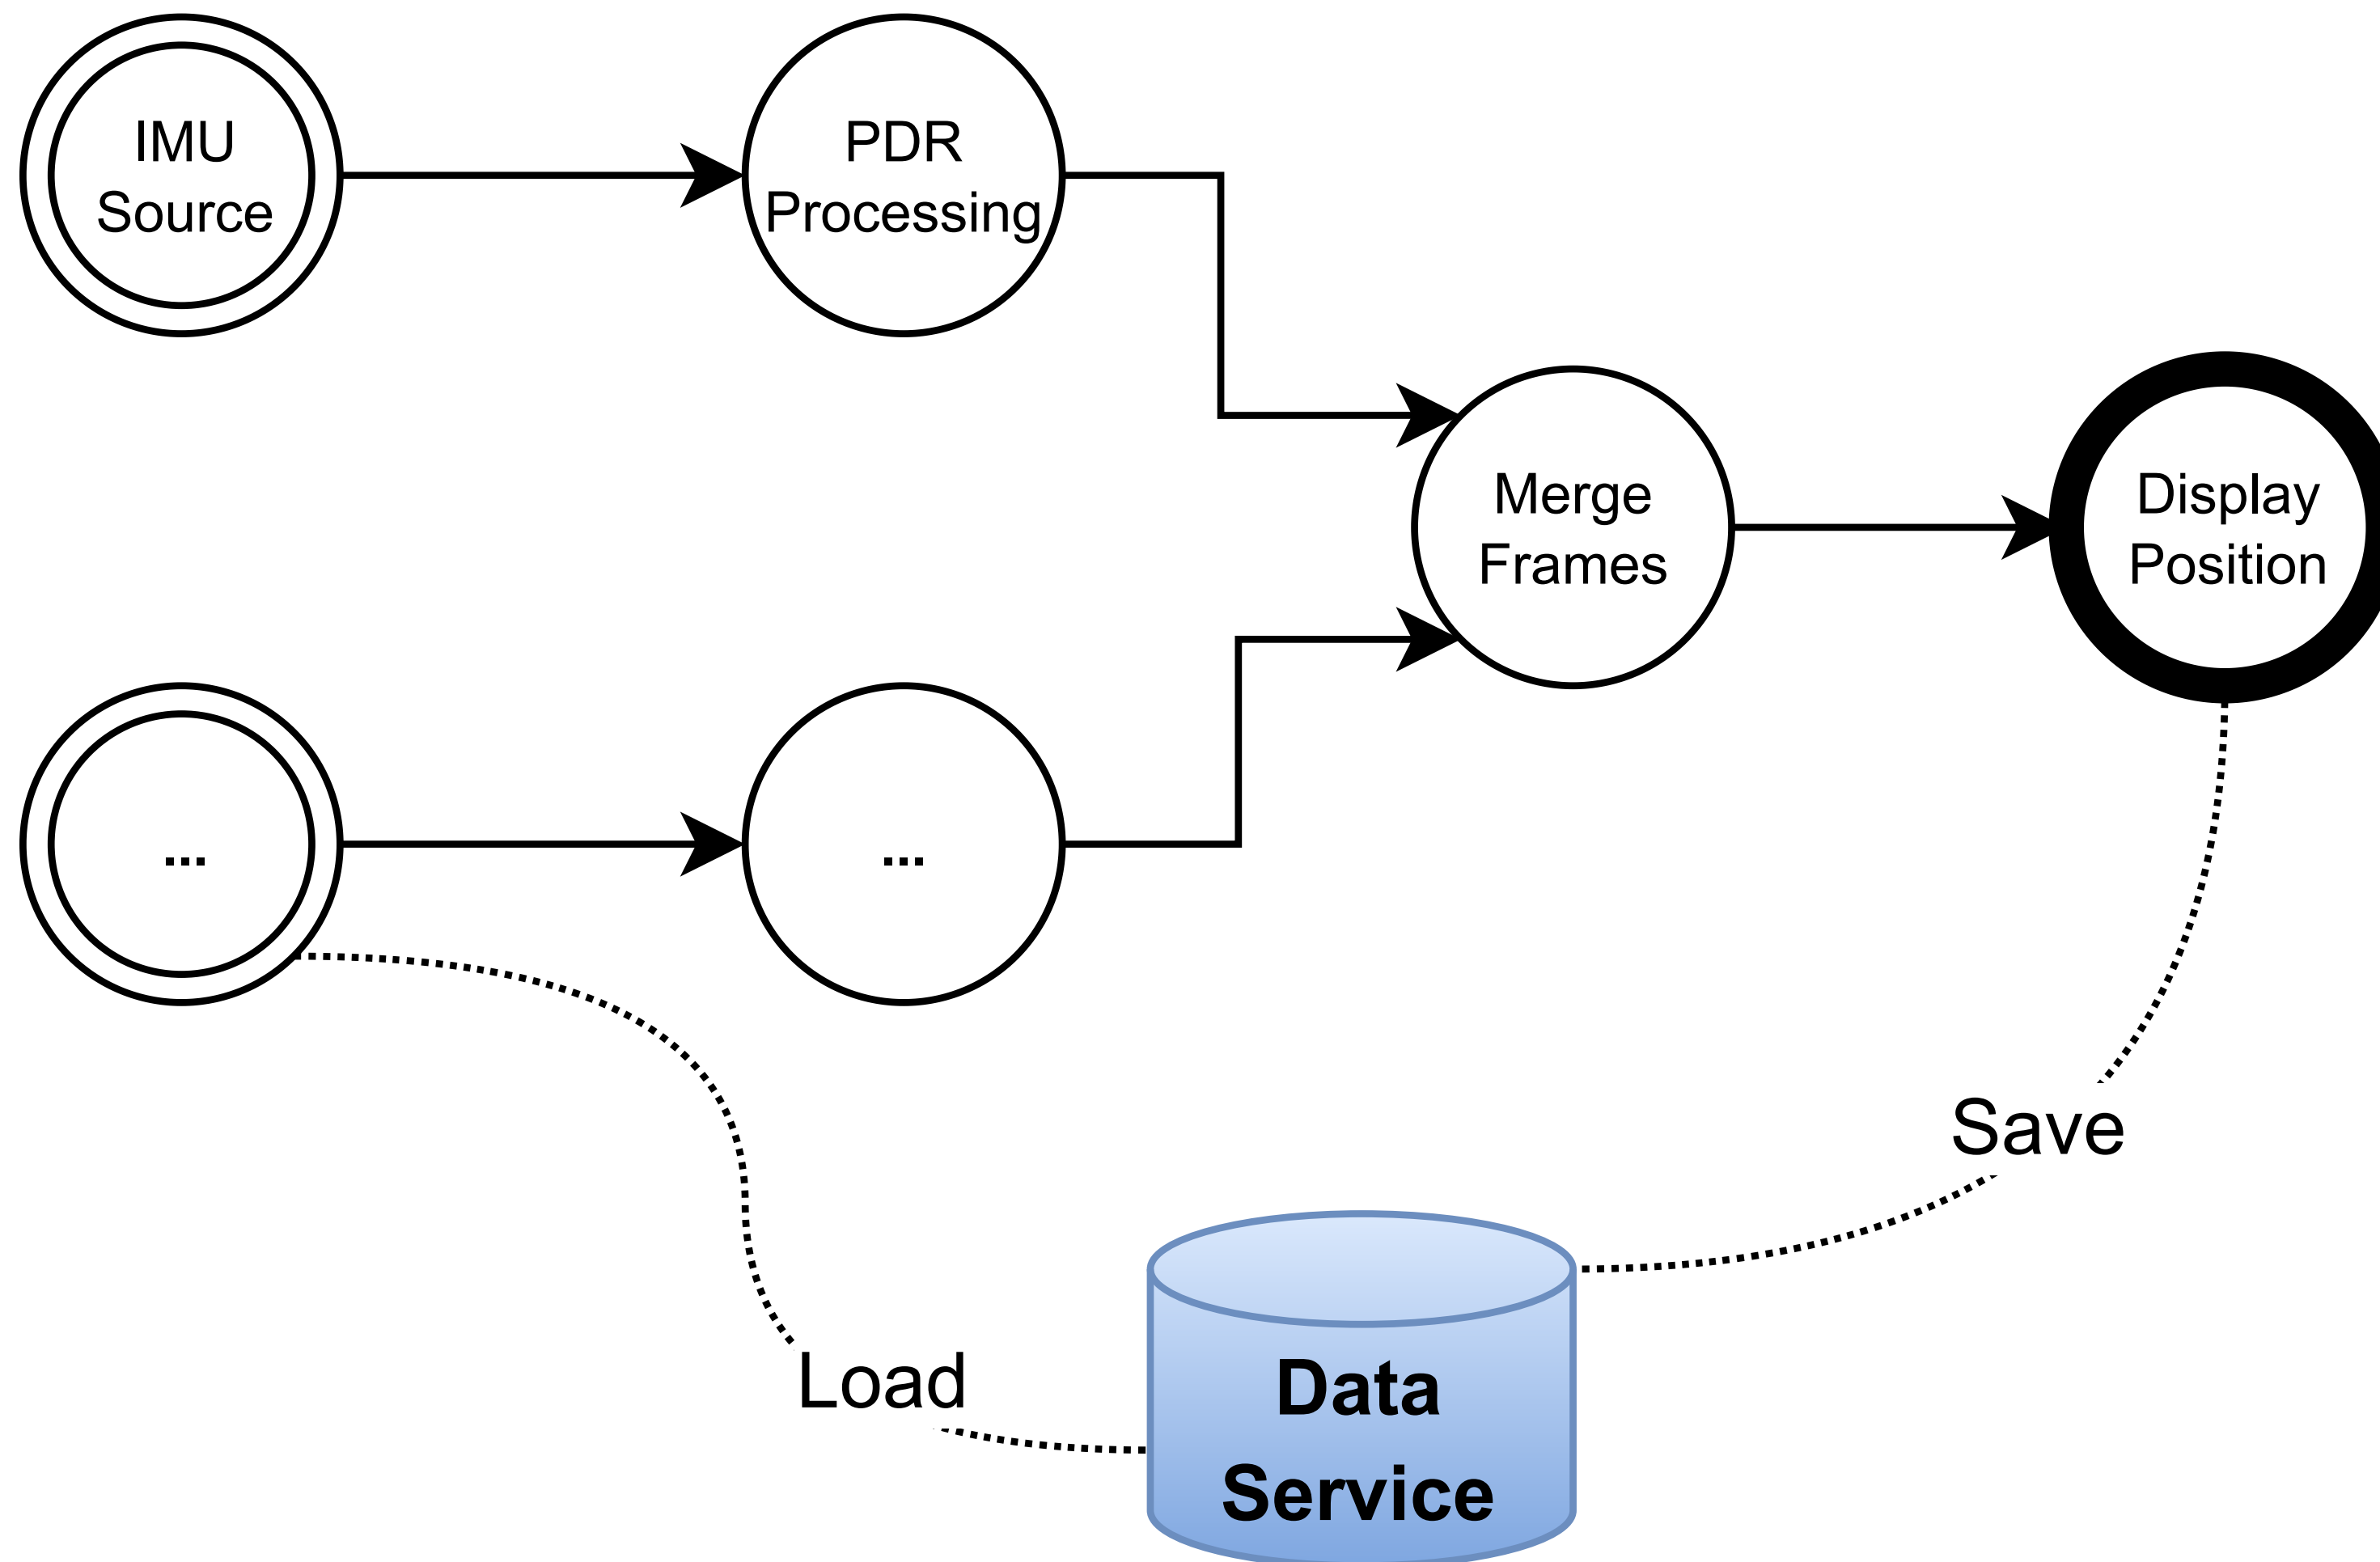 IMU
Source
PDR
Processing
Merge
Frames
Display
Position
...
...
Save
Load
Data
Service